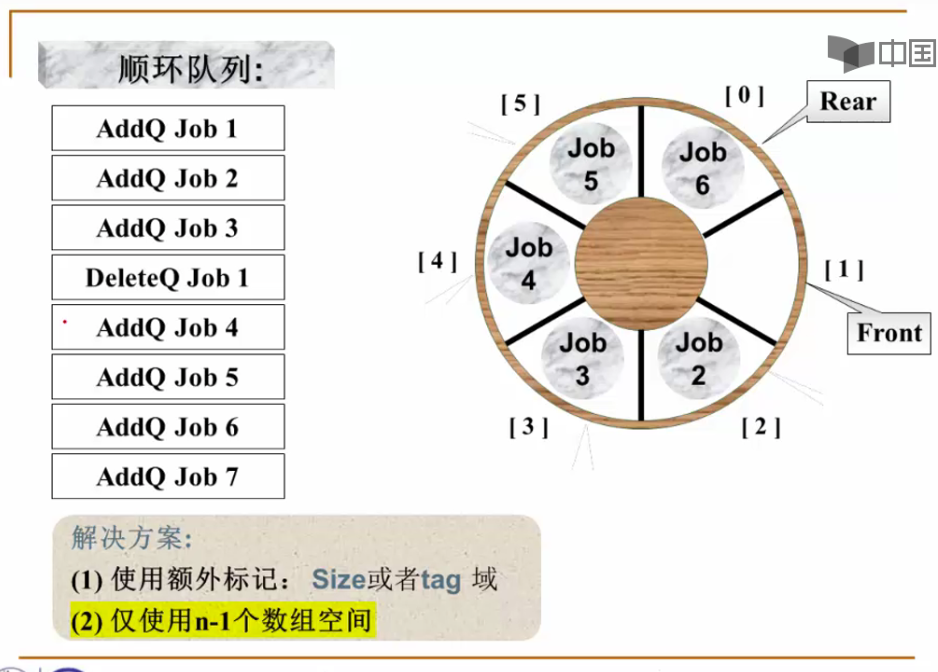 中国
顺环队列:
AddQ Job 1
AddQ Job 2
AddQ Job 3
DeleteQ Job 1
AddQ Job 4
AddQ Job 5
AddQ Job 6
AddQ Job 7
[ 5 ]
[ 0 ]
Rear
Job
5
Job
6
[ 4 ]
Job
4
[ 1 ]
Front
Job
3
Job
2
[ 3 ]
[ 2 ]
解决方案:
(1) 使用额外标记： Size或者tag 域
(2) 仅使用n-1个数组空间